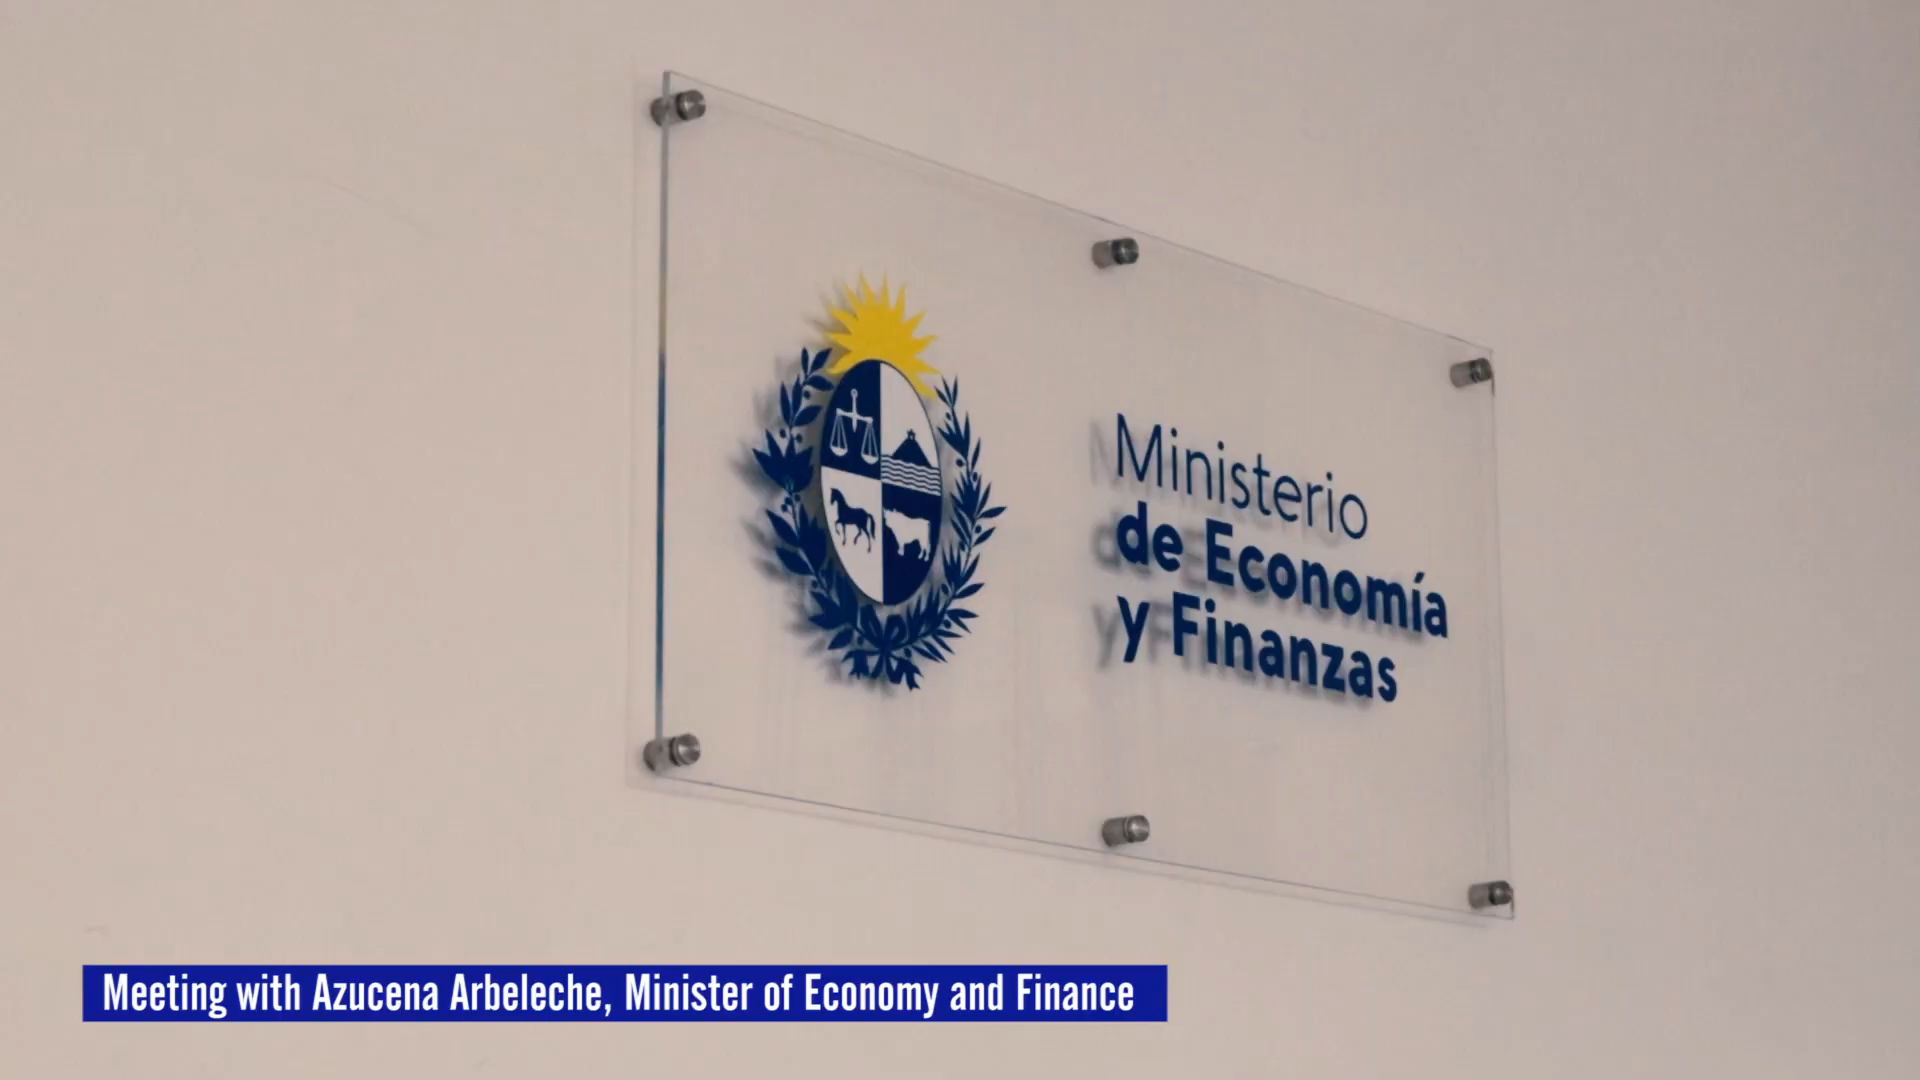 Ministerio
de Economía
y Finanzas
Meeting with Azucena Arbeleche, Minister of Economy and Finance